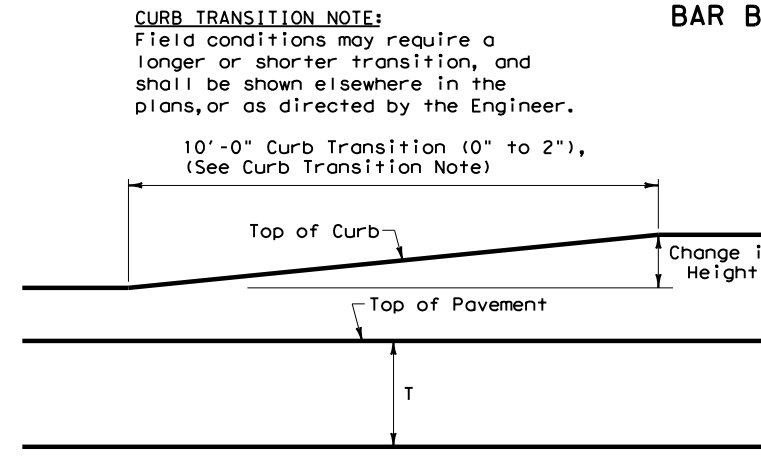 BAR B
CURB TRANSITION NOTE:
Field conditions may require a
longer or shorter transition, and
shall be shown elsewhere in the
plans, or as directed by the Engineer.
10'-0" Curb Transition (0" to 2"),
(See Curb Transition Note)
Top of Curb
Change i
Height
Top of Pavement
T